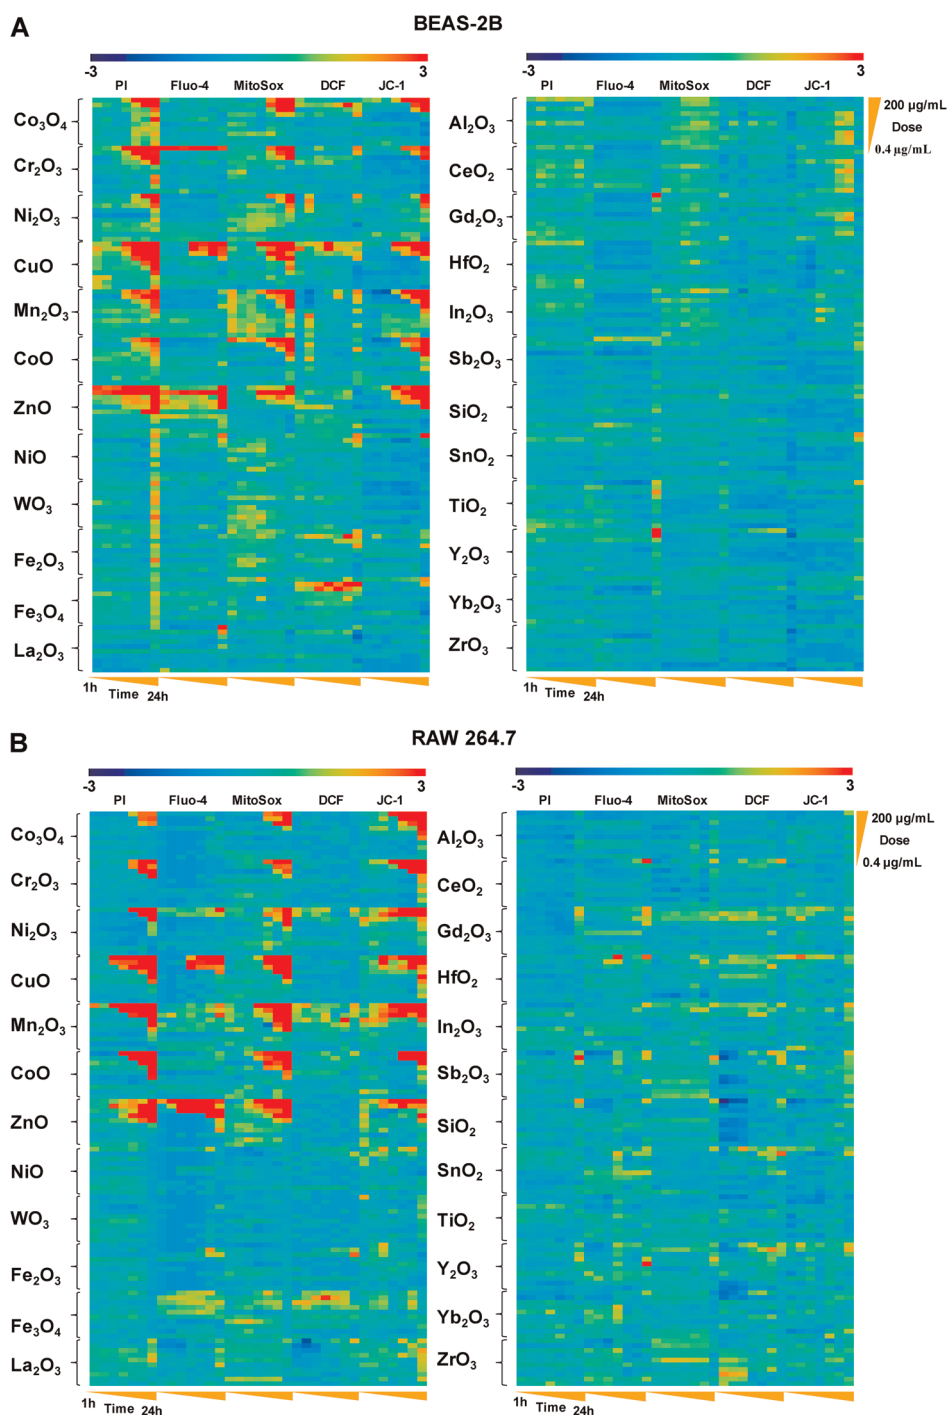 A
BEAS-2B
-3 3
PI Fluo-4 MitoSox DCF JC-1
Co₃O₄
Cr₂O₃
Ni₂O₃
CuO
Mn₂O₃
CoO
ZnO
NiO
WO₃
Fe₂O₃
Fe₃O₄
La₂O₃
1h Time 24h
-3 3
PI Fluo-4 MitoSox DCF JC-1
200 µg/mL
Dose
0.4 µg/mL
Al₂O₃
CeO₂
Gd₂O₃
HfO₂
In₂O₃
Sb₂O₃
SiO₂
SnO₂
TiO₂
Y₂O₃
Yb₂O₃
ZrO₃
1h Time 24h
B
RAW 264.7
-3 3
PI Fluo-4 MitoSox DCF JC-1
Co₃O₄
Cr₂O₃
Ni₂O₃
CuO
Mn₂O₃
CoO
ZnO
NiO
WO₃
Fe₂O₃
Fe₃O₄
La₂O₃
1h Time 24h
-3 3
PI Fluo-4 MitoSox DCF JC-1
200 µg/mL
Dose
0.4 µg/mL
Al₂O₃
CeO₂
Gd₂O₃
HfO₂
In₂O₃
Sb₂O₃
SiO₂
SnO₂
TiO₂
Y₂O₃
Yb₂O₃
ZrO₃
1h Time 24h